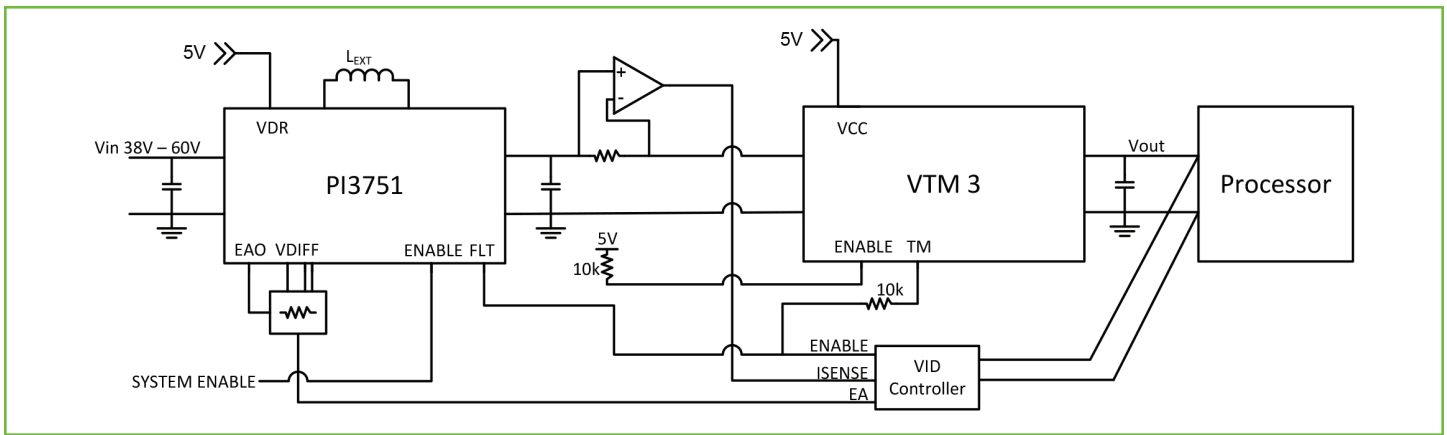 5V
L_EXT
5V
VDR
VCC
Vin 38V – 60V
Vout
PI3751
VTM 3
Processor
EAO VDIFF
ENABLE FLT
5V
10k
ENABLE TM
10k
ENABLE
ISENSE
EA
VID
Controller
SYSTEM ENABLE
+
-